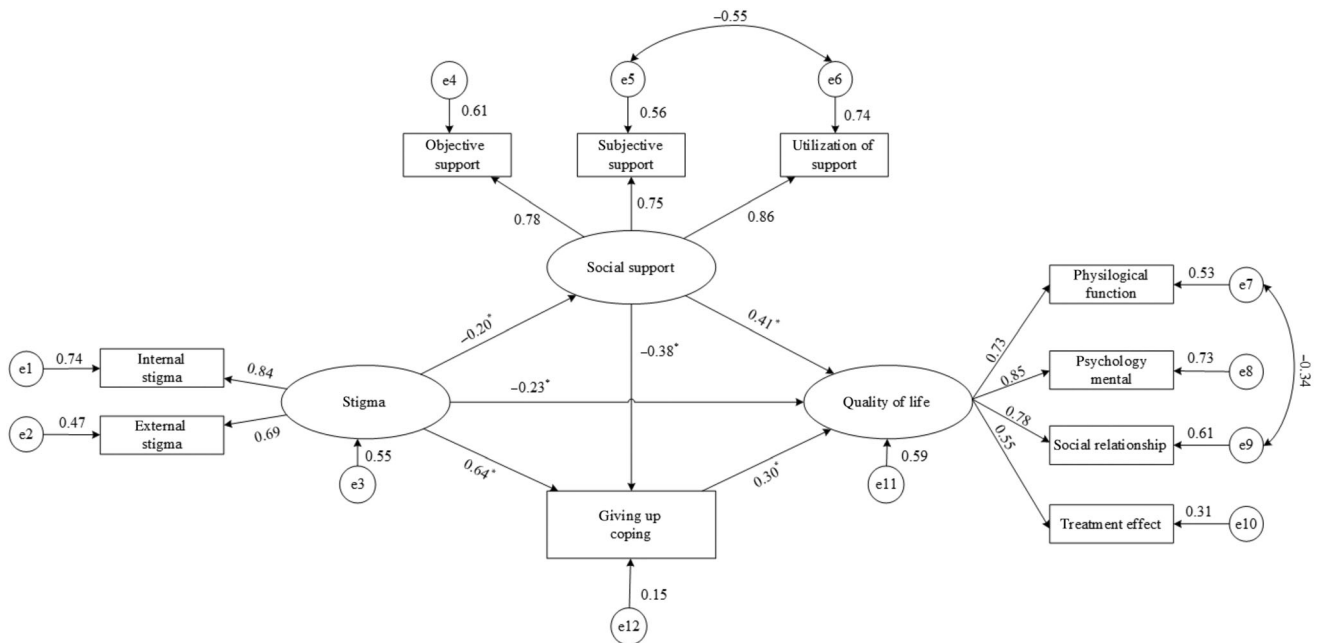 −0.55
e4
e5
e6
0.61
0.56
0.74
Objective
support
Subjective
support
Utilization of
support
0.78
0.75
0.86
Social support
Physilogical
function
0.53
e7
−0.20*
0.41*
−0.38*
0.73
−0.34
e1
0.74
Internal
stigma
0.84
Psychology
mental
0.73
e8
0.85
−0.23*
Stigma
Quality of life
e2
0.47
External
stigma
0.69
0.78
Social relationship
0.61
e9
0.55
0.55
e3
0.64*
0.30*
0.59
e11
Giving up
coping
Treatment effect
0.31
e10
0.15
e12